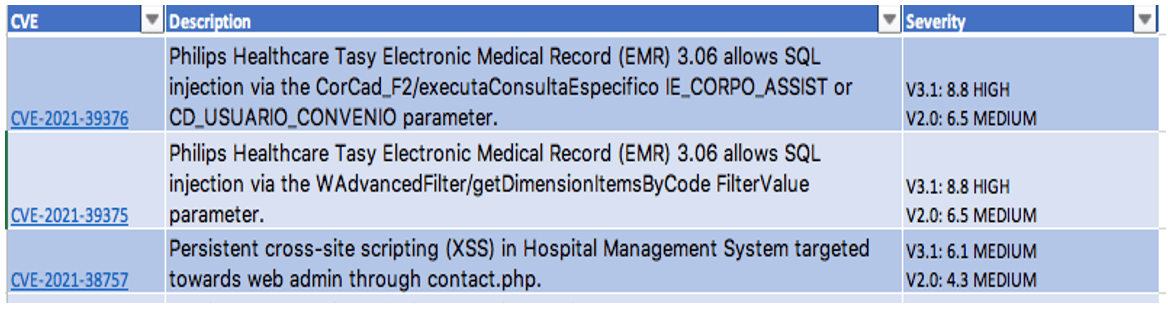 CVE Description Severity
Philips Healthcare Tasy Electronic Medical Record (EMR) 3.06 allows SQL
injection via the CorCad_F2/executaConsultaEspecifico IE_CORPO_ASSIST or
CD_USUARIO_CONVENIO parameter.
CVE-2021-39376
V3.1: 8.8 HIGH
V2.0: 6.5 MEDIUM
Philips Healthcare Tasy Electronic Medical Record (EMR) 3.06 allows SQL
injection via the WAdvancedFilter/getDimensionItemsByCode FilterValue
parameter.
CVE-2021-39375
V3.1: 8.8 HIGH
V2.0: 6.5 MEDIUM
Persistent cross-site scripting (XSS) in Hospital Management System targeted
towards web admin through contact.php.
CVE-2021-38757
V3.1: 6.1 MEDIUM
V2.0: 4.3 MEDIUM